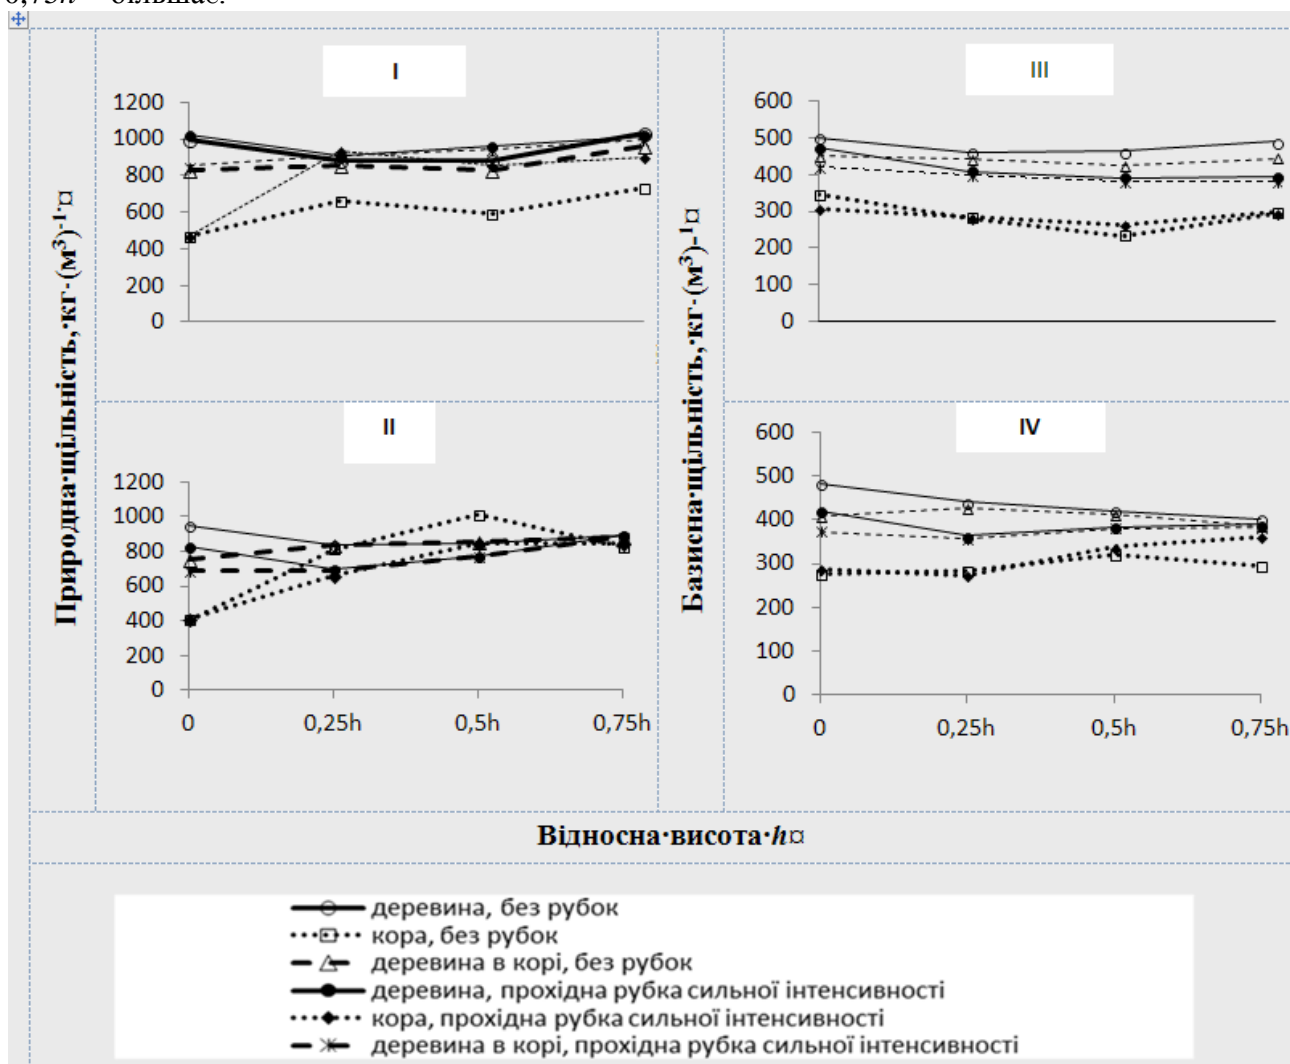 0,75h – більшає.
I
III
1200
1000
800
600
400
200
0
600
500
400
300
200
100
0
Природна·щільність,·кг·(м³)⁻¹·¤
Базисна·щільність,·кг·(м³)-¹¤
II
IV
1200
1000
800
600
400
200
0
0 0,25h 0,5h 0,75h
600
500
400
300
200
100
0
0 0,25h 0,5h 0,75h
Відносна·висота·h¤
деревина, без рубок
кора, без рубок
деревина в корі, без рубок
деревина, прохідна рубка сильної інтенсивності
кора, прохідна рубка сильної інтенсивності
деревина в корі, прохідна рубка сильної інтенсивності